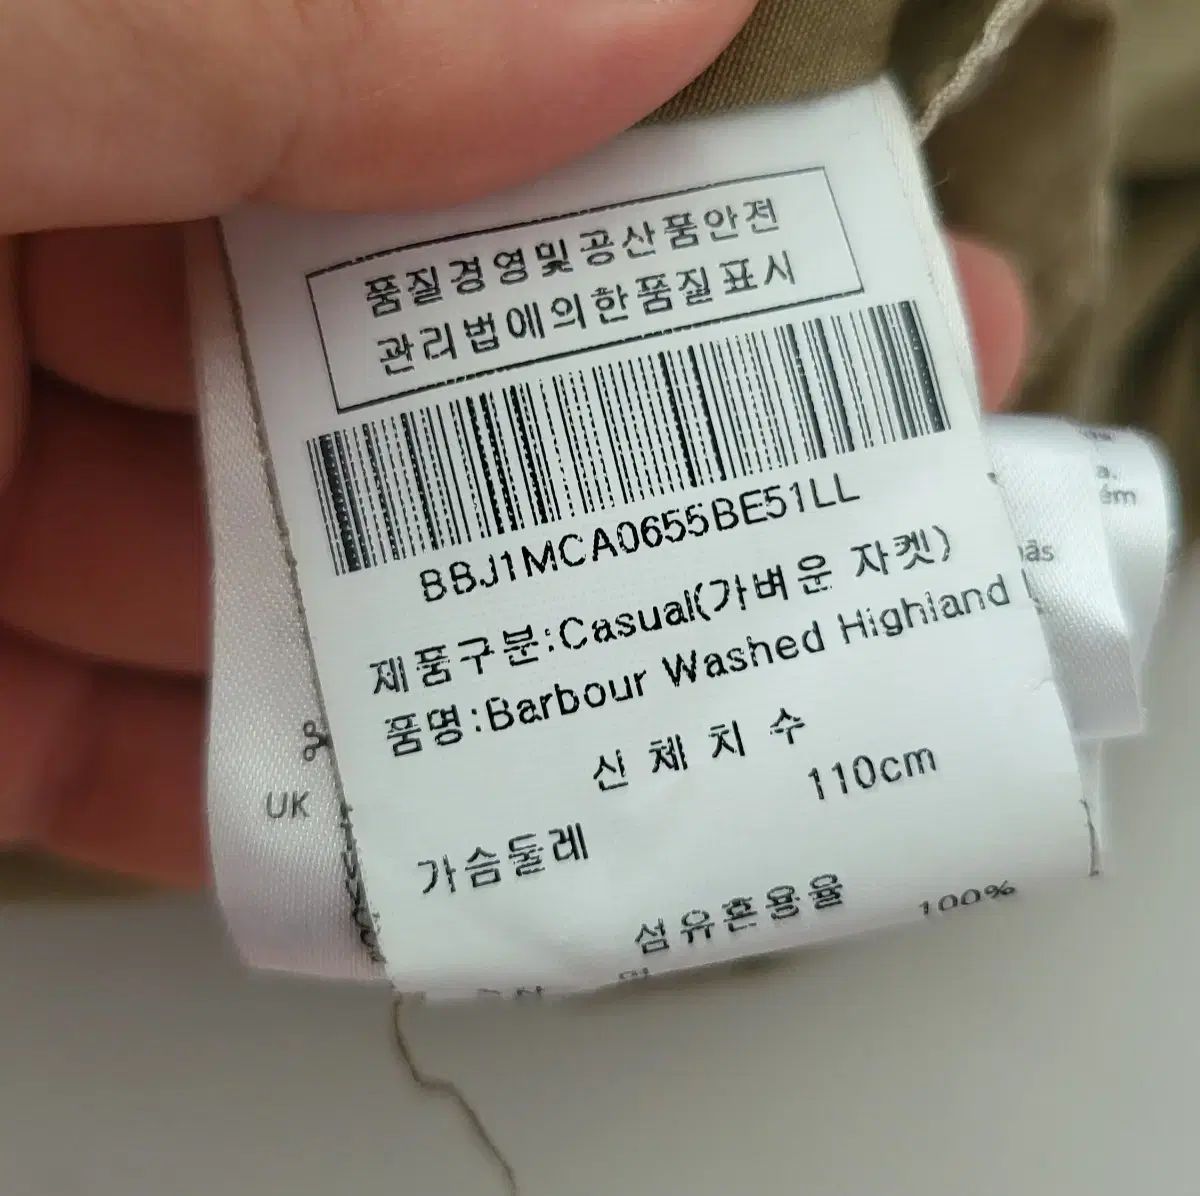 품질경영및공산품안전
관리법에의한품질표시
BBJ1MCA0655BE51LL
제품구분:Casual(가벼운 자켓)
품명:Barbour Washed Highland
신 체 치 수
110cm
가슴둘레
섬유혼용율
100%
UK
ém